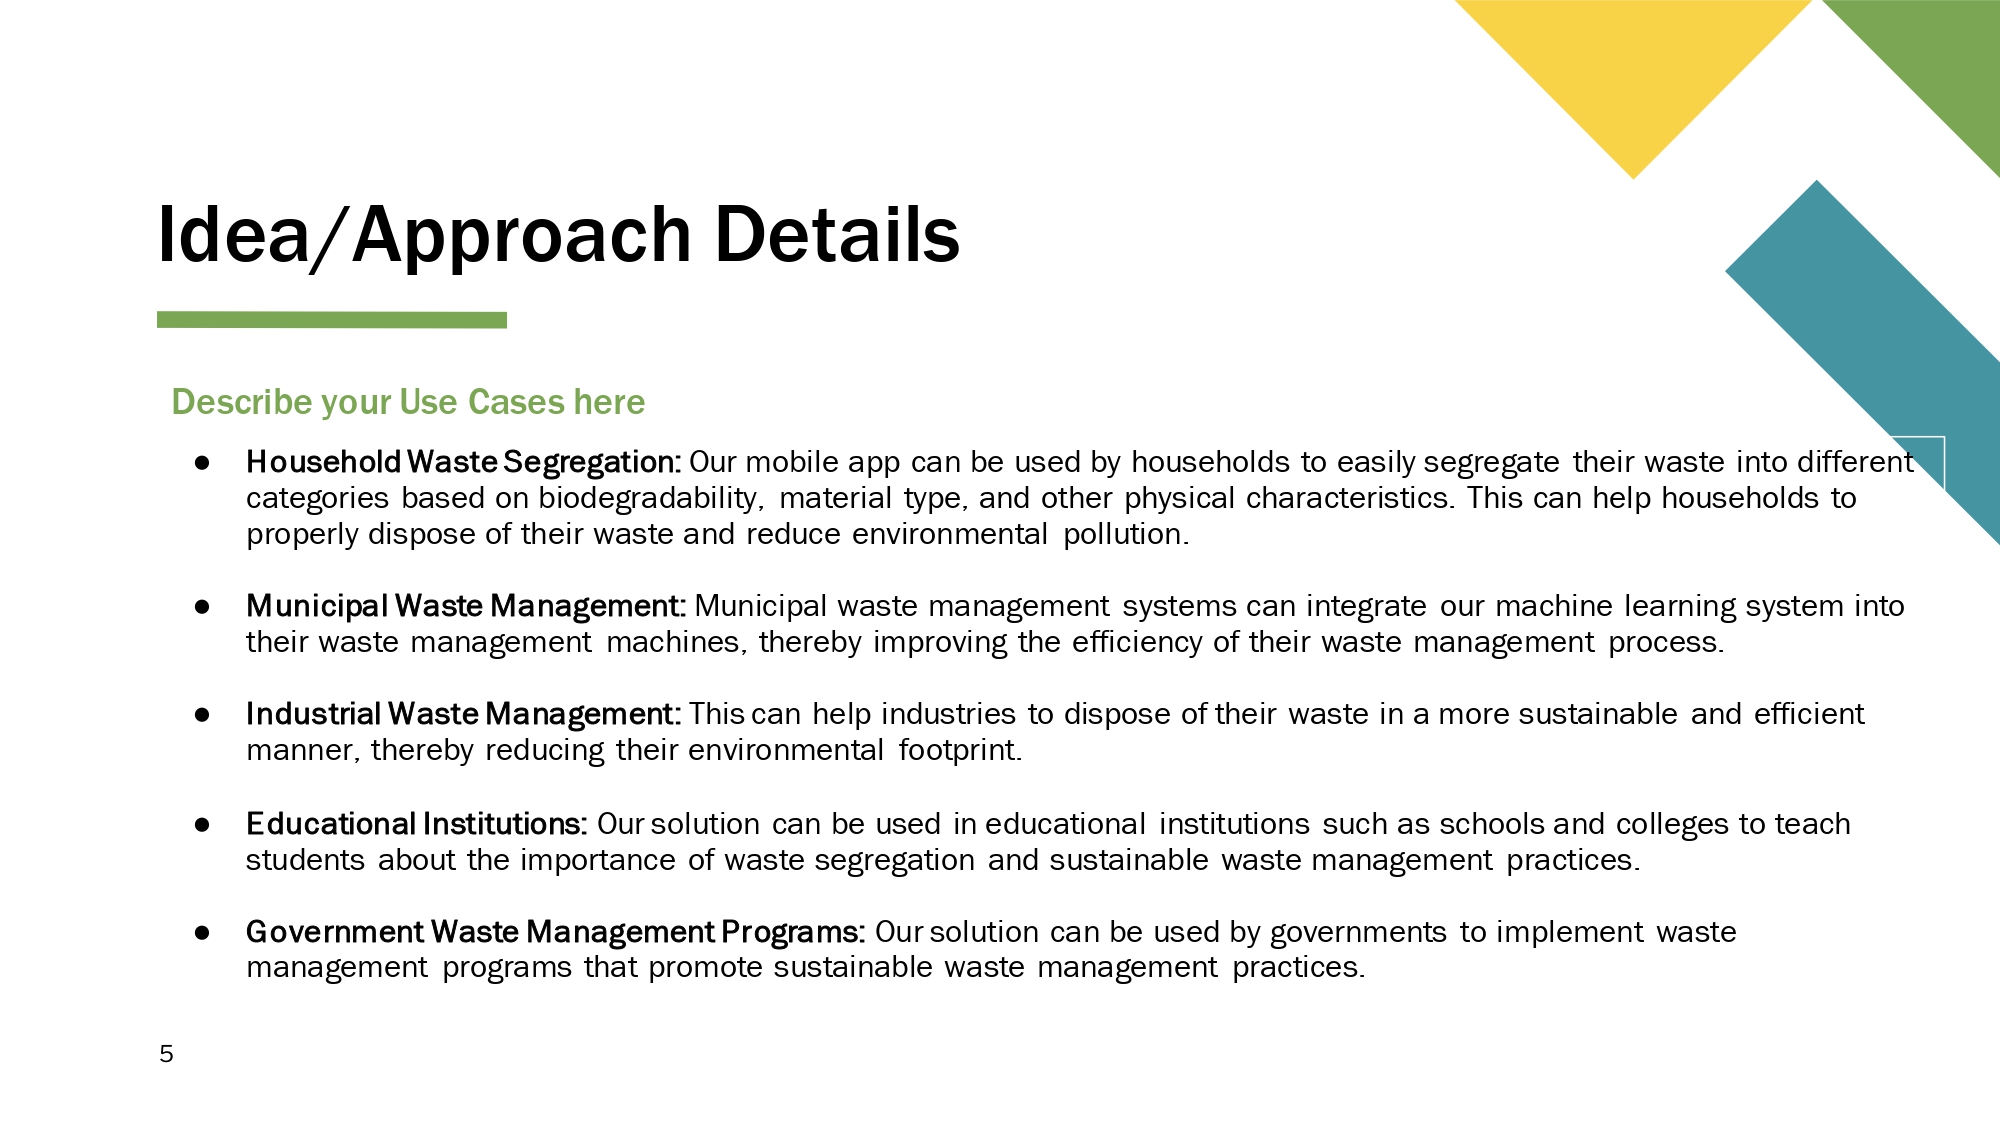 Idea/Approach Details
Describe your Use Cases here
● Household Waste Segregation: Our mobile app can be used by households to easily segregate their waste into different
categories based on biodegradability, material type, and other physical characteristics. This can help households to
properly dispose of their waste and reduce environmental pollution.
● Municipal Waste Management: Municipal waste management systems can integrate our machine learning system into
their waste management machines, thereby improving the efficiency of their waste management process.
● Industrial Waste Management: This can help industries to dispose of their waste in a more sustainable and efficient
manner, thereby reducing their environmental footprint.
● Educational Institutions: Our solution can be used in educational institutions such as schools and colleges to teach
students about the importance of waste segregation and sustainable waste management practices.
● Government Waste Management Programs: Our solution can be used by governments to implement waste
management programs that promote sustainable waste management practices.
5